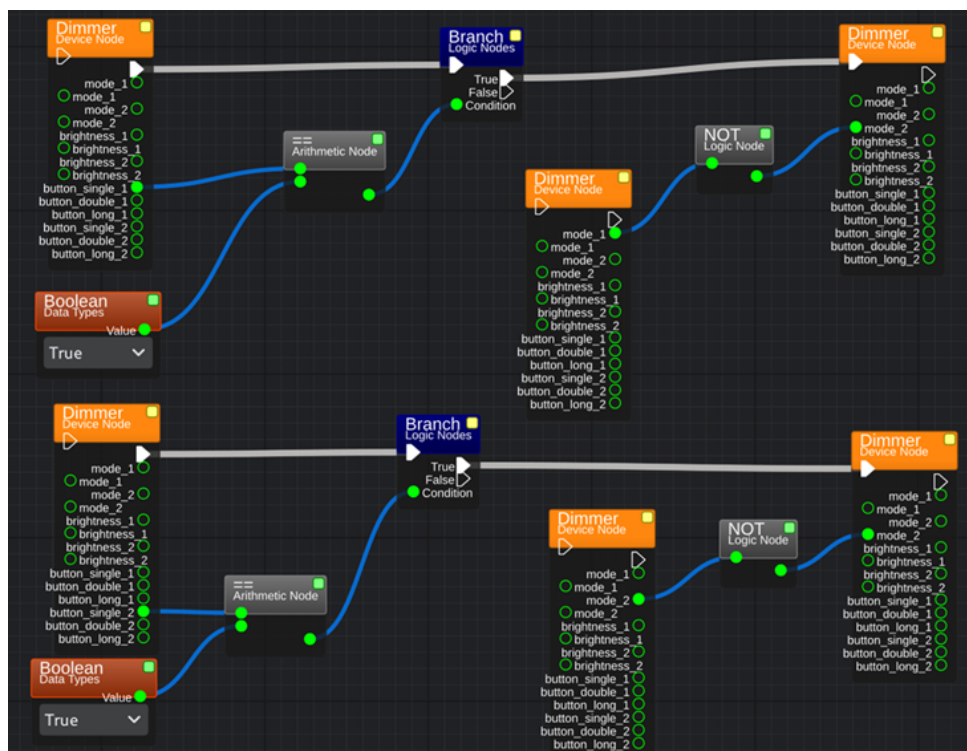 Dimmer
Device Node
mode_1
mode_1
mode_2
mode_2
brightness_1
brightness_1
brightness_2
brightness_2
button_single_1
button_double_1
button_long_1
button_single_2
button_double_2
button_long_2
Branch
Logic Nodes
True
False
Condition
Dimmer
Device Node
mode_1
mode_1
mode_2
mode_2
brightness_1
brightness_1
brightness_2
brightness_2
button_single_1
button_double_1
button_long_1
button_single_2
button_double_2
button_long_2
==
Arithmetic Node
NOT
Logic Node
Dimmer
Device Node
mode_1
mode_1
mode_2
mode_2
brightness_1
brightness_1
brightness_2
brightness_2
button_single_1
button_double_1
button_long_1
button_single_2
button_double_2
button_long_2
Boolean
Data Types
Value
True
Dimmer
Device Node
mode_1
mode_1
mode_2
mode_2
brightness_1
brightness_1
brightness_2
brightness_2
button_single_1
button_double_1
button_long_1
button_single_2
button_double_2
button_long_2
Branch
Logic Nodes
True
False
Condition
Dimmer
Device Node
mode_1
mode_1
mode_2
mode_2
brightness_1
brightness_1
brightness_2
brightness_2
button_single_1
button_double_1
button_long_1
button_single_2
button_double_2
button_long_2
==
Arithmetic Node
NOT
Logic Node
Dimmer
Device Node
mode_1
mode_1
mode_2
mode_2
brightness_1
brightness_1
brightness_2
brightness_2
button_single_1
button_double_1
button_long_1
button_single_2
button_double_2
button_long_2
Boolean
Data Types
Value
True